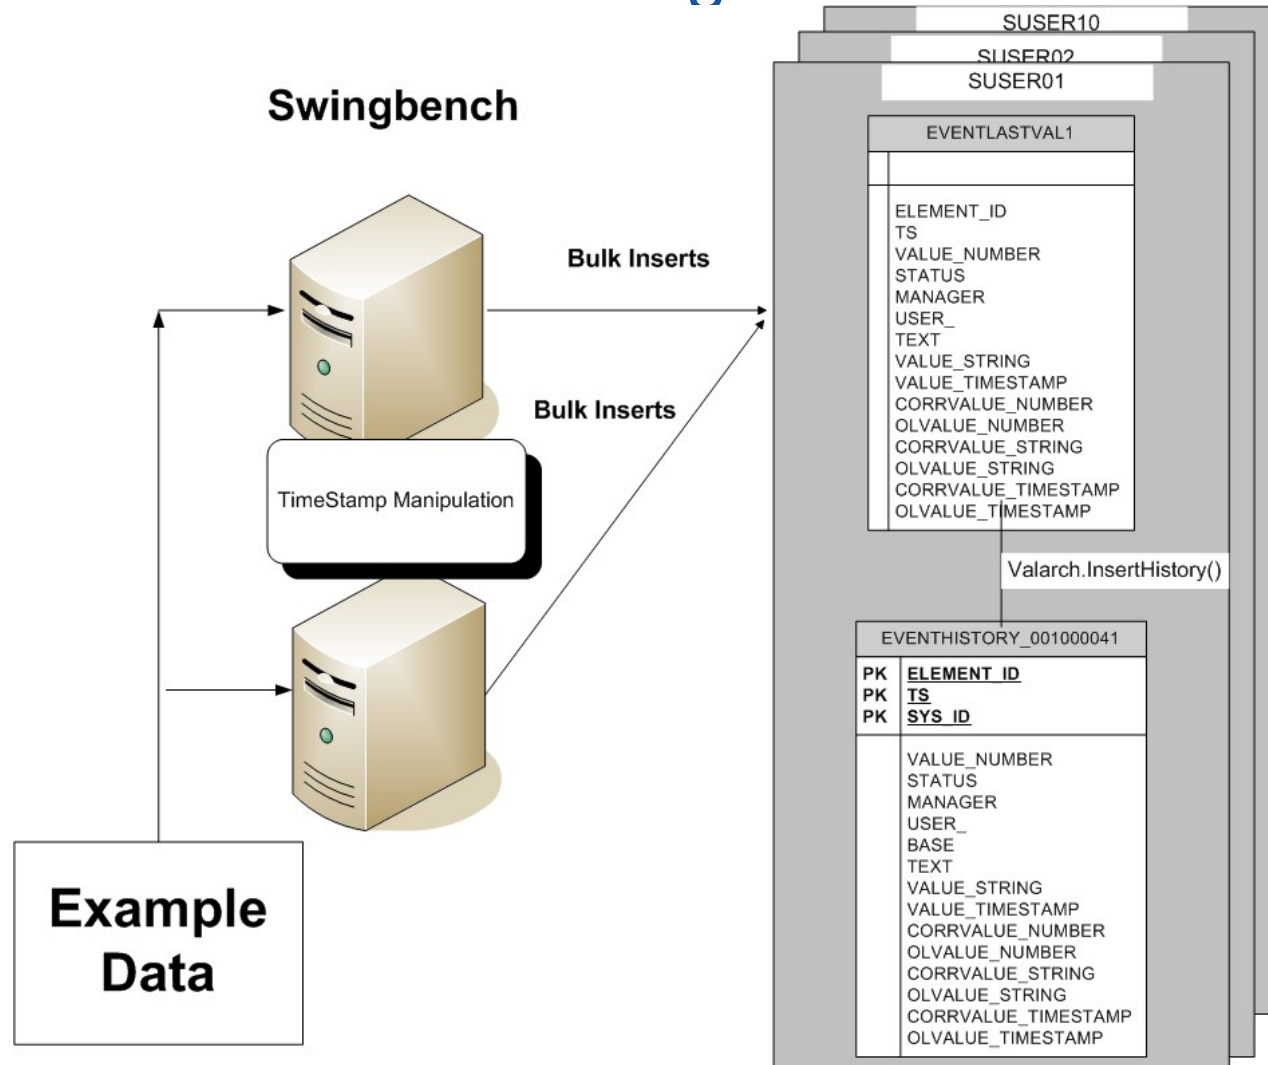 SUSER10
SUSER02
SUSER01
Swingbench
EVENTLASTVAL1
ELEMENT_ID
TS
VALUE_NUMBER
STATUS
MANAGER
USER_
TEXT
VALUE_STRING
VALUE_TIMESTAMP
CORRVALUE_NUMBER
OLVALUE_NUMBER
CORRVALUE_STRING
OLVALUE_STRING
CORRVALUE_TIMESTAMP
OLVALUE_TIMESTAMP
Bulk Inserts
Bulk Inserts
TimeStamp Manipulation
Valarch.InsertHistory()
EVENTHISTORY_001000041
PK ELEMENT_ID
PK TS
PK SYS_ID
VALUE_NUMBER
STATUS
MANAGER
USER_
BASE
TEXT
VALUE_STRING
VALUE_TIMESTAMP
CORRVALUE_NUMBER
OLVALUE_NUMBER
CORRVALUE_STRING
OLVALUE_STRING
CORRVALUE_TIMESTAMP
OLVALUE_TIMESTAMP
Example
Data